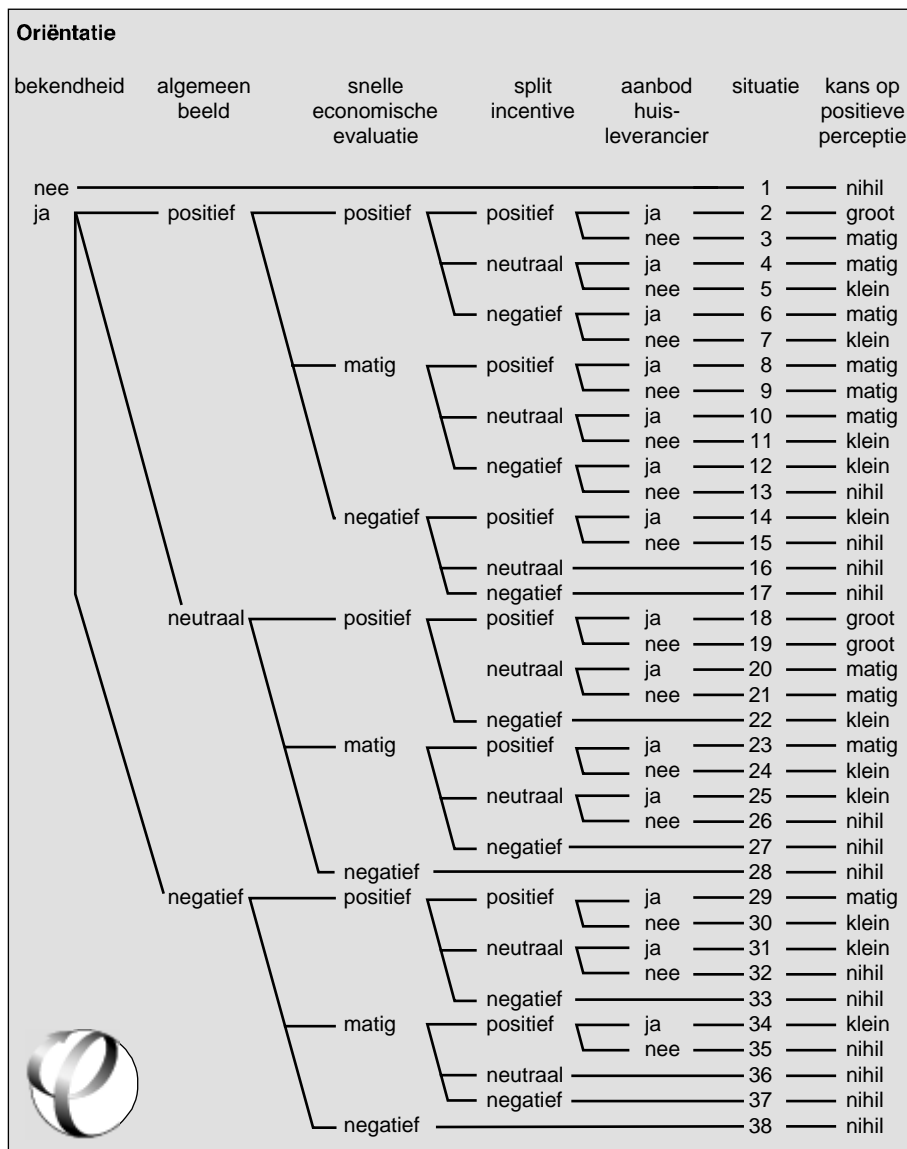 Oriëntatie
bekendheid algemeen beeld snelle economische evaluatie split incentive aanbod huis-leverancier situatie kans op positieve perceptie
nee 1 nihil
ja positief positief positief ja 2 groot
nee 3 matig
neutraal ja 4 matig
nee 5 klein
negatief ja 6 matig
nee 7 klein
matig positief ja 8 matig
nee 9 matig
neutraal ja 10 matig
nee 11 klein
negatief ja 12 klein
nee 13 nihil
negatief positief ja 14 klein
nee 15 nihil
neutraal 16 nihil
negatief 17 nihil
neutraal positief positief ja 18 groot
nee 19 groot
neutraal ja 20 matig
nee 21 matig
negatief 22 klein
matig positief ja 23 matig
nee 24 klein
neutraal ja 25 klein
nee 26 nihil
negatief 27 nihil
negatief 28 nihil
negatief positief positief ja 29 matig
nee 30 klein
neutraal ja 31 klein
nee 32 nihil
negatief 33 nihil
matig positief ja 34 klein
nee 35 nihil
neutraal 36 nihil
negatief 37 nihil
negatief 38 nihil